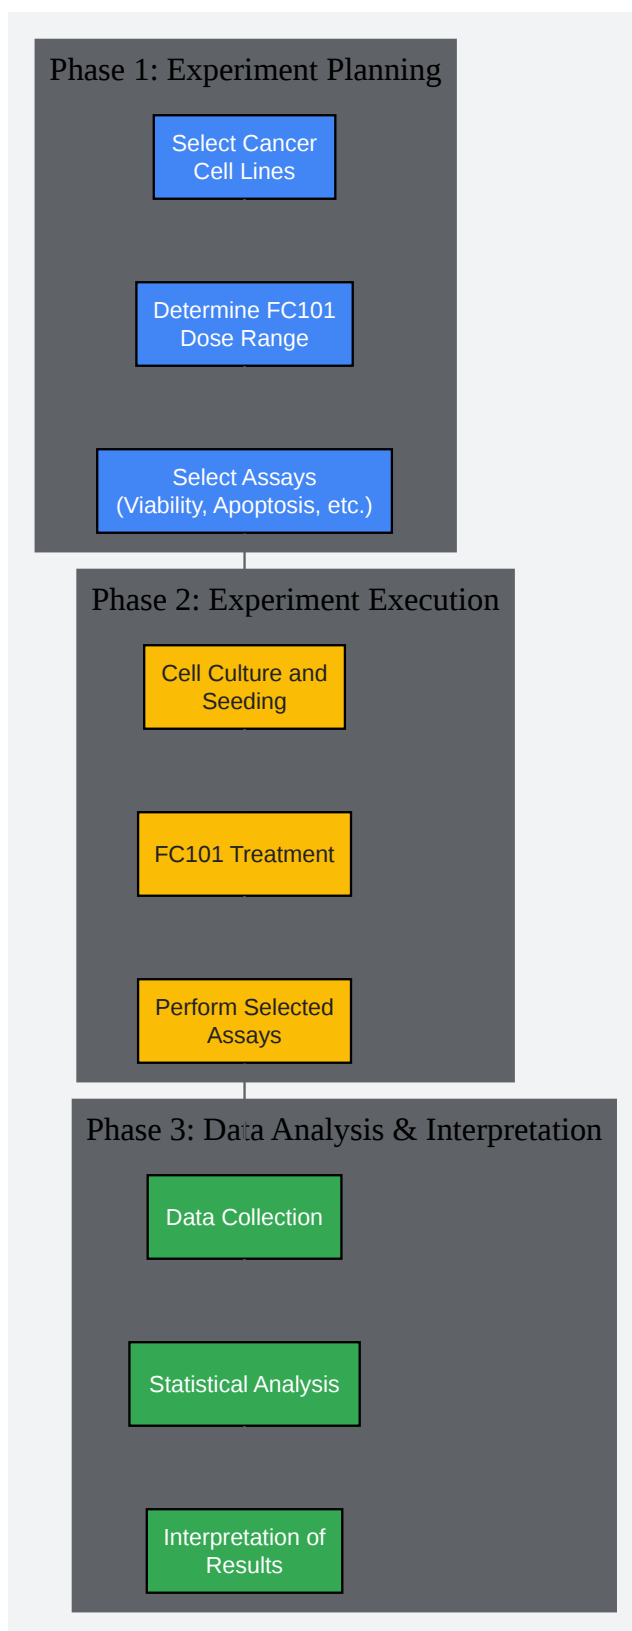 Phase 1: Experiment Planning
Select Cancer
Cell Lines
Determine FC101
Dose Range
Select Assays
(Viability, Apoptosis, etc.)
Phase 2: Experiment Execution
Cell Culture and
Seeding
FC101 Treatment
Perform Selected
Assays
Phase 3: Data Analysis & Interpretation
Data Collection
Statistical Analysis
Interpretation of
Results